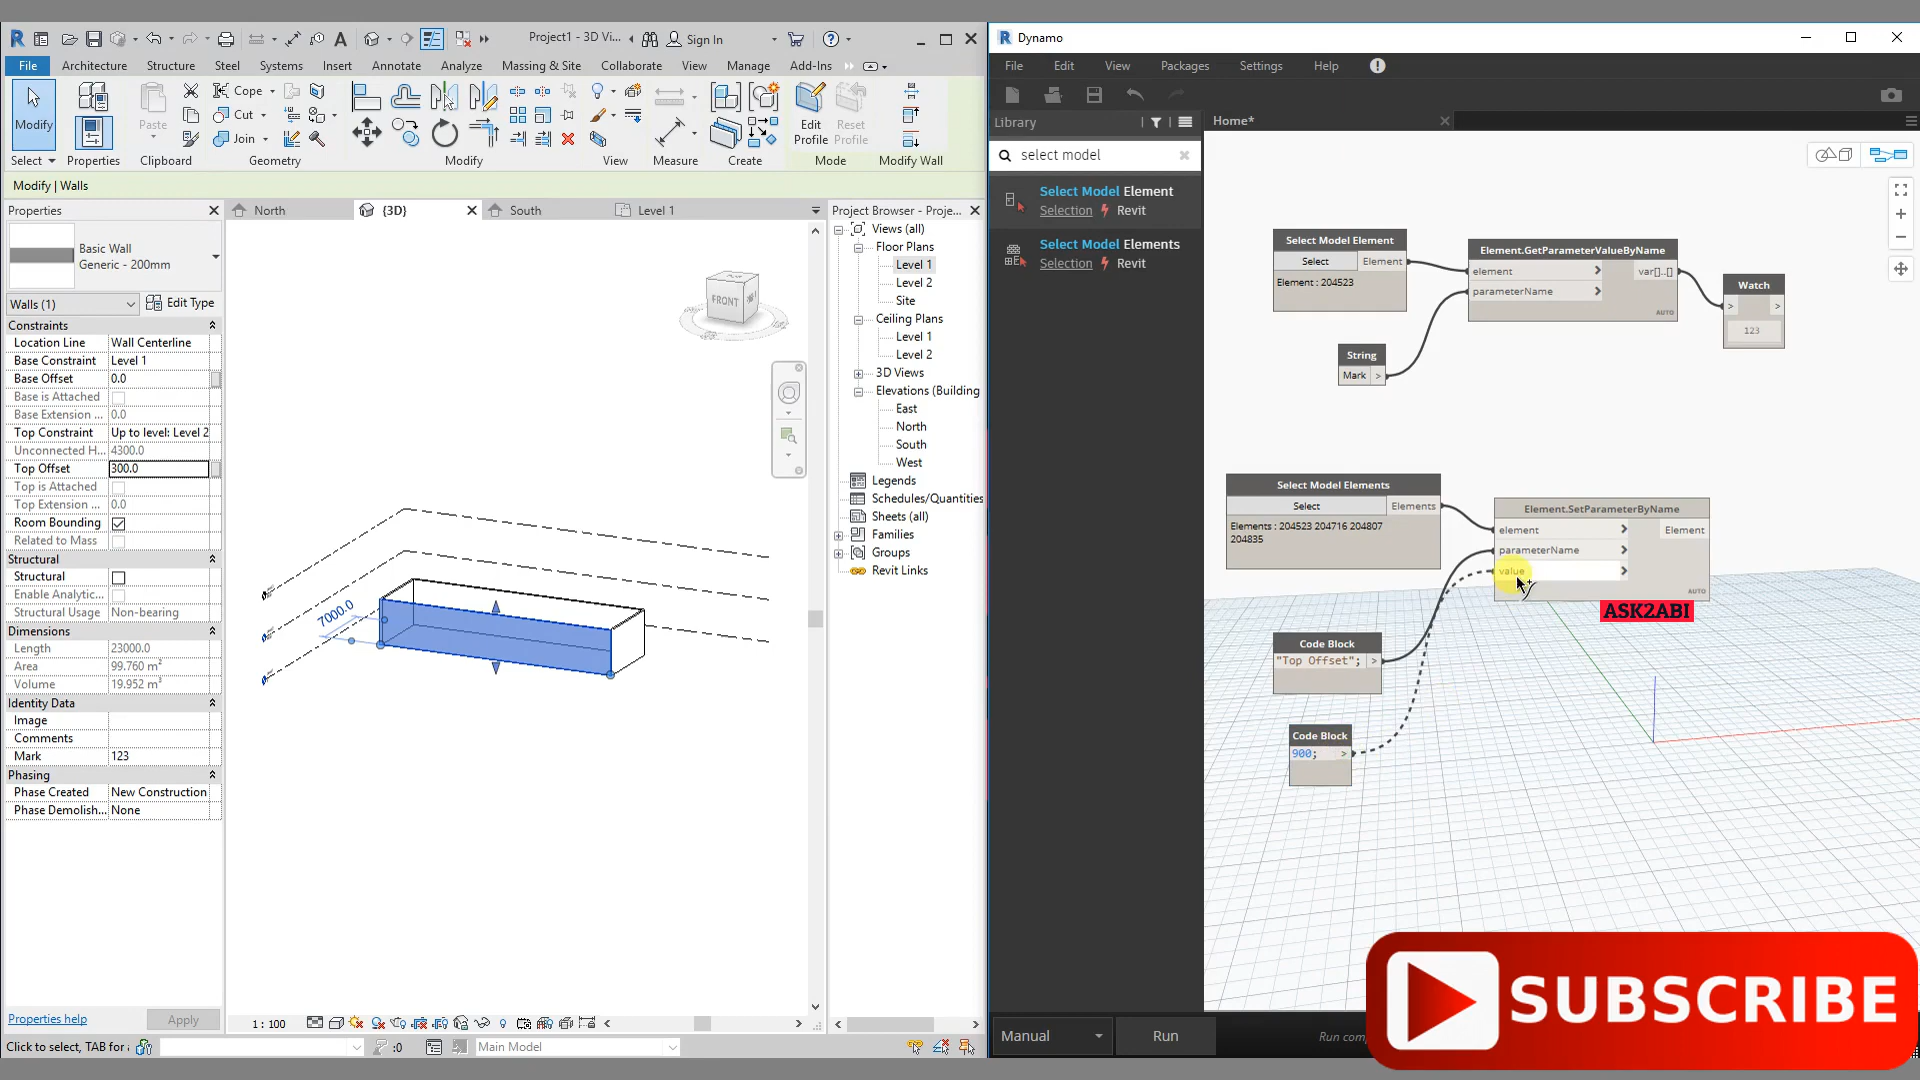 Project1 - 3D Vi...
Sign In
File
Architecture
Structure
Steel
Systems
Insert
Annotate
Analyze
Massing & Site
Collaborate
View
Manage
Add-Ins
Modify
Paste
Cope
Cut
Join
Edit
Profile
Reset
Profile
Select
Properties
Clipboard
Geometry
Modify
View
Measure
Create
Mode
Modify Wall
Modify | Walls
Properties
North
{3D}
South
Level 1
Project Browser - Proje...
Basic Wall
Generic - 200mm
Walls (1)
Edit Type
Constraints
Location Line Wall Centerline
Base Constraint Level 1
Base Offset 0.0
Base is Attached
Base Extension ... 0.0
Top Constraint Up to level: Level 2
Unconnected H... 4300.0
Top Offset 300.0
Top is Attached
Top Extension ... 0.0
Room Bounding
Related to Mass
Structural
Structural
Enable Analytic...
Structural Usage Non-bearing
Dimensions
Length 23000.0
Area 99.760 m²
Volume 19.952 m³
Identity Data
Image
Comments
Mark 123
Phasing
Phase Created New Construction
Phase Demolish... None
Properties help
Apply
FRONT
7000.0
1 : 100
Click to select, TAB for a
:0
Main Model
Views (all)
Floor Plans
Level 1
Level 2
Site
Ceiling Plans
Level 1
Level 2
3D Views
Elevations (Building
East
North
South
West
Legends
Schedules/Quantities
Sheets (all)
Families
Groups
Revit Links
Dynamo
File
Edit
View
Packages
Settings
Help
Library
Home*
select model
Select Model Element
Selection Revit
Select Model Elements
Selection Revit
Select Model Element
Select Element
Element : 204523
Element.GetParameterValueByName
element > var[]..[]
parameterName >
AUTO
Watch
> >
123
String
Mark >
Select Model Elements
Select Elements
Elements : 204523 204716 204807
204835
Element.SetParameterByName
element > Element
parameterName >
value >
AUTO
ASK2ABI
Code Block
"Top Offset"; >
Code Block
900; >
Manual
Run
Run comp
SUBSCRIBE